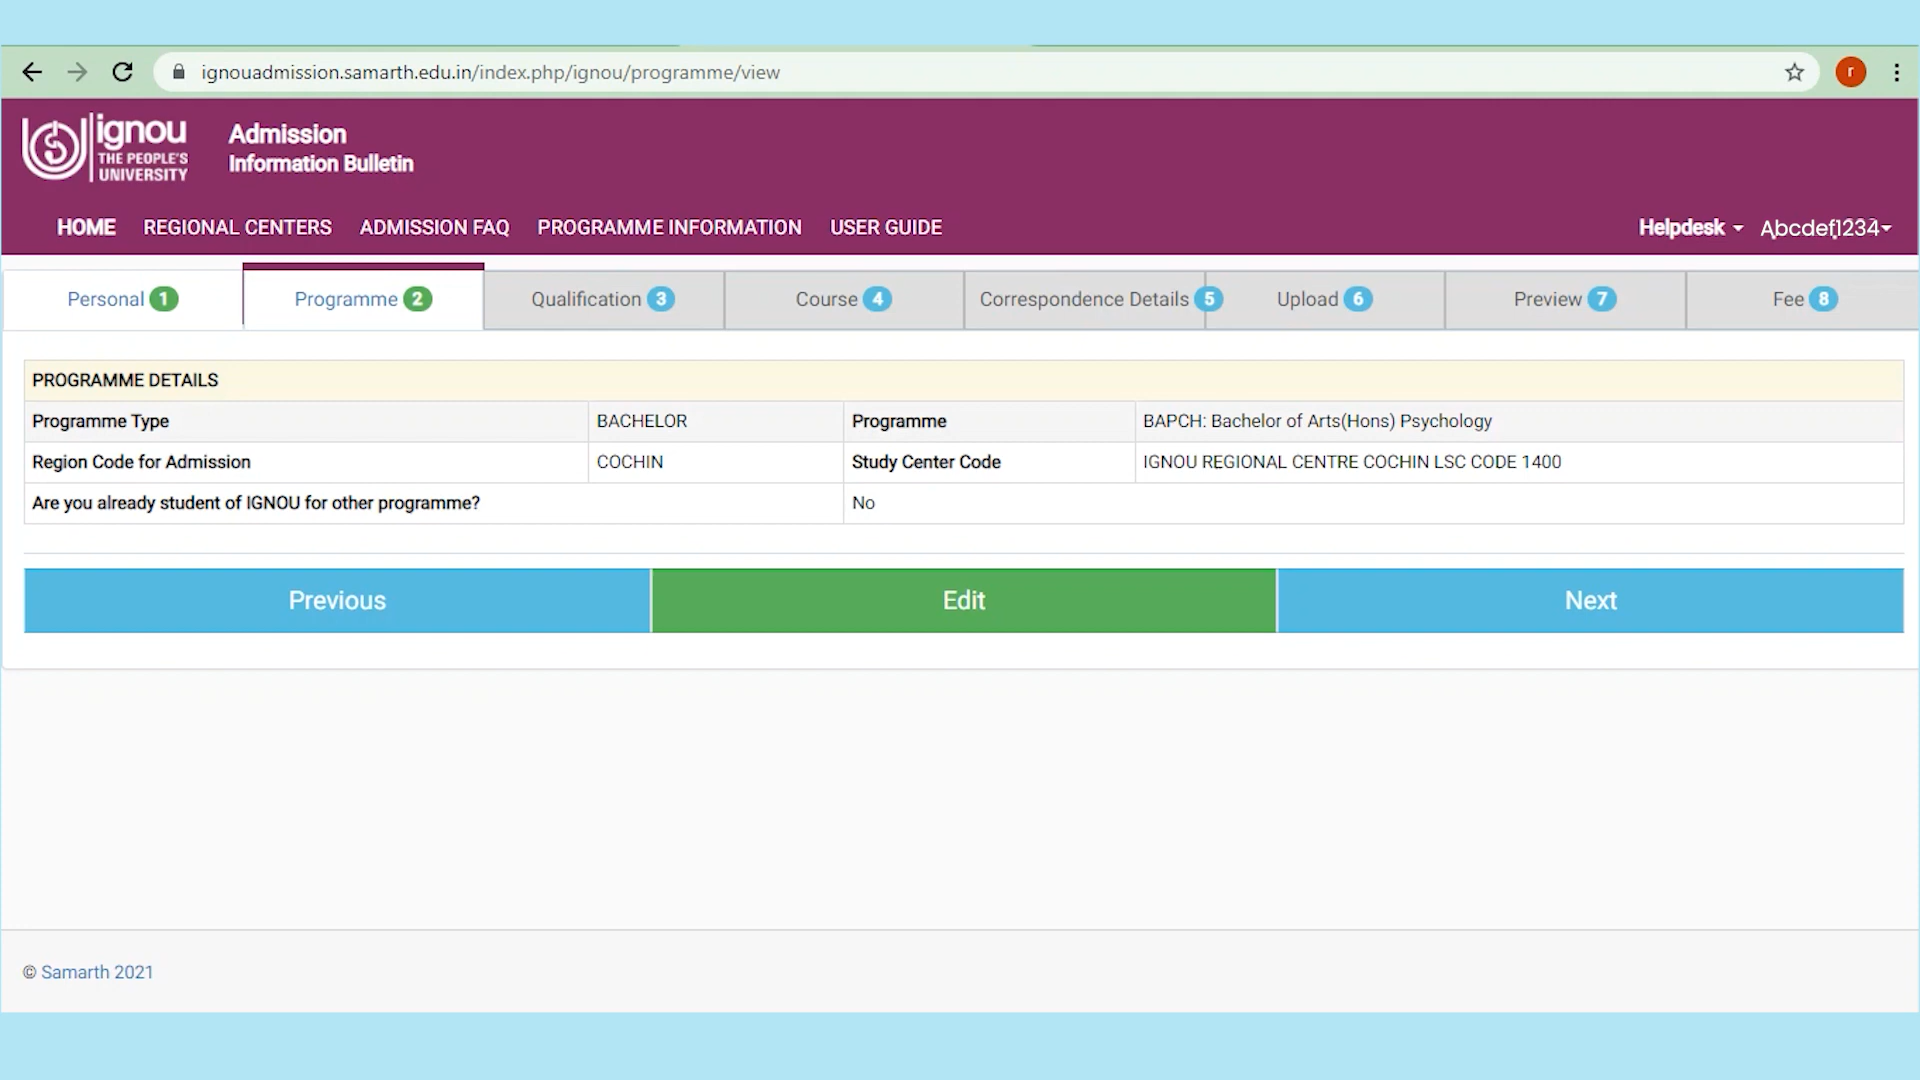 ignouadmission.samarth.edu.in/index.php/ignou/programme/view
r
ignou
THE PEOPLE'S
UNIVERSITY
Admission
Information Bulletin
HOME REGIONAL CENTERS ADMISSION FAQ PROGRAMME INFORMATION USER GUIDE Helpdesk Abcdef1234
Personal 1 Programme 2 Qualification 3 Course 4 Correspondence Details 5 Upload 6 Preview 7 Fee 8
PROGRAMME DETAILS
Programme Type BACHELOR Programme BAPCH: Bachelor of Arts(Hons) Psychology
Region Code for Admission COCHIN Study Center Code IGNOU REGIONAL CENTRE COCHIN LSC CODE 1400
Are you already student of IGNOU for other programme? No
Previous Edit Next
© Samarth 2021